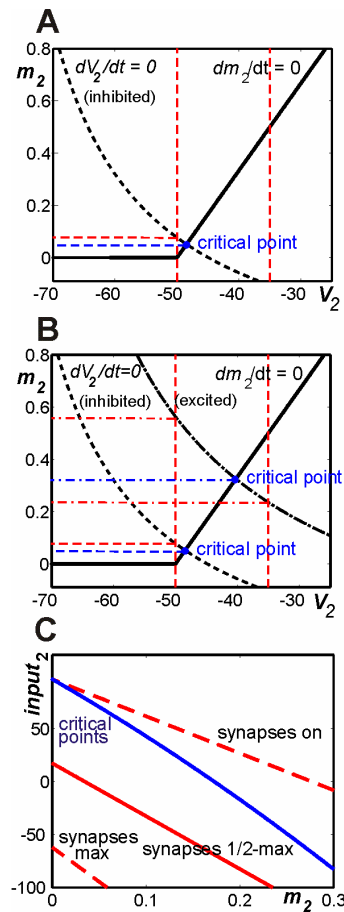 A
m2
0.8
0.6
0.4
0.2
0
dV2/dt = 0
(inhibited)
dm2/dt = 0
critical point
-70
-60
-50
-40
-30
V2
B
m2
0.8
0.6
0.4
0.2
0
dV2/dt=0
(inhibited)
(excited)
dm2/dt = 0
critical point
critical point
-70
-60
-50
-40
-30
V2
C
input2
2
50
0
-50
-100
critical
points
synapses on
synapses
max
synapses 1/2-max
0
0.1
0.2
m2
0.3